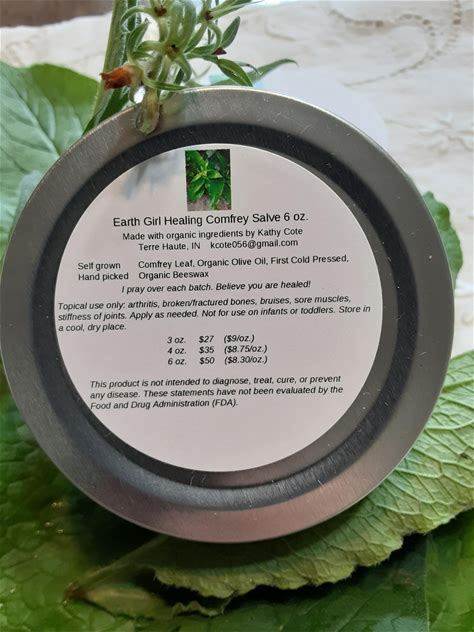 Earth Girl Healing Comfrey Salve 6 oz.
Made with organic ingredients by Kathy Cote
Terre Haute, IN kcote056@gmail.com
Self grown Comfrey Leaf, Organic Olive Oil, First Cold Pressed,
Hand picked Organic Beeswax
I pray over each batch. Believe you are healed!
Topical use only: arthritis, broken/fractured bones, bruises, sore muscles,
stiffness of joints. Apply as needed. Not for use on infants or toddlers. Store in
a cool, dry place.
3 oz. $27 ($9/oz.)
4 oz. $35 ($8.75/oz.)
6 oz. $50 ($8.30/oz.)
This product is not intended to diagnose, treat, cure, or prevent
any disease. These statements have not been evaluated by the
Food and Drug Administration (FDA).